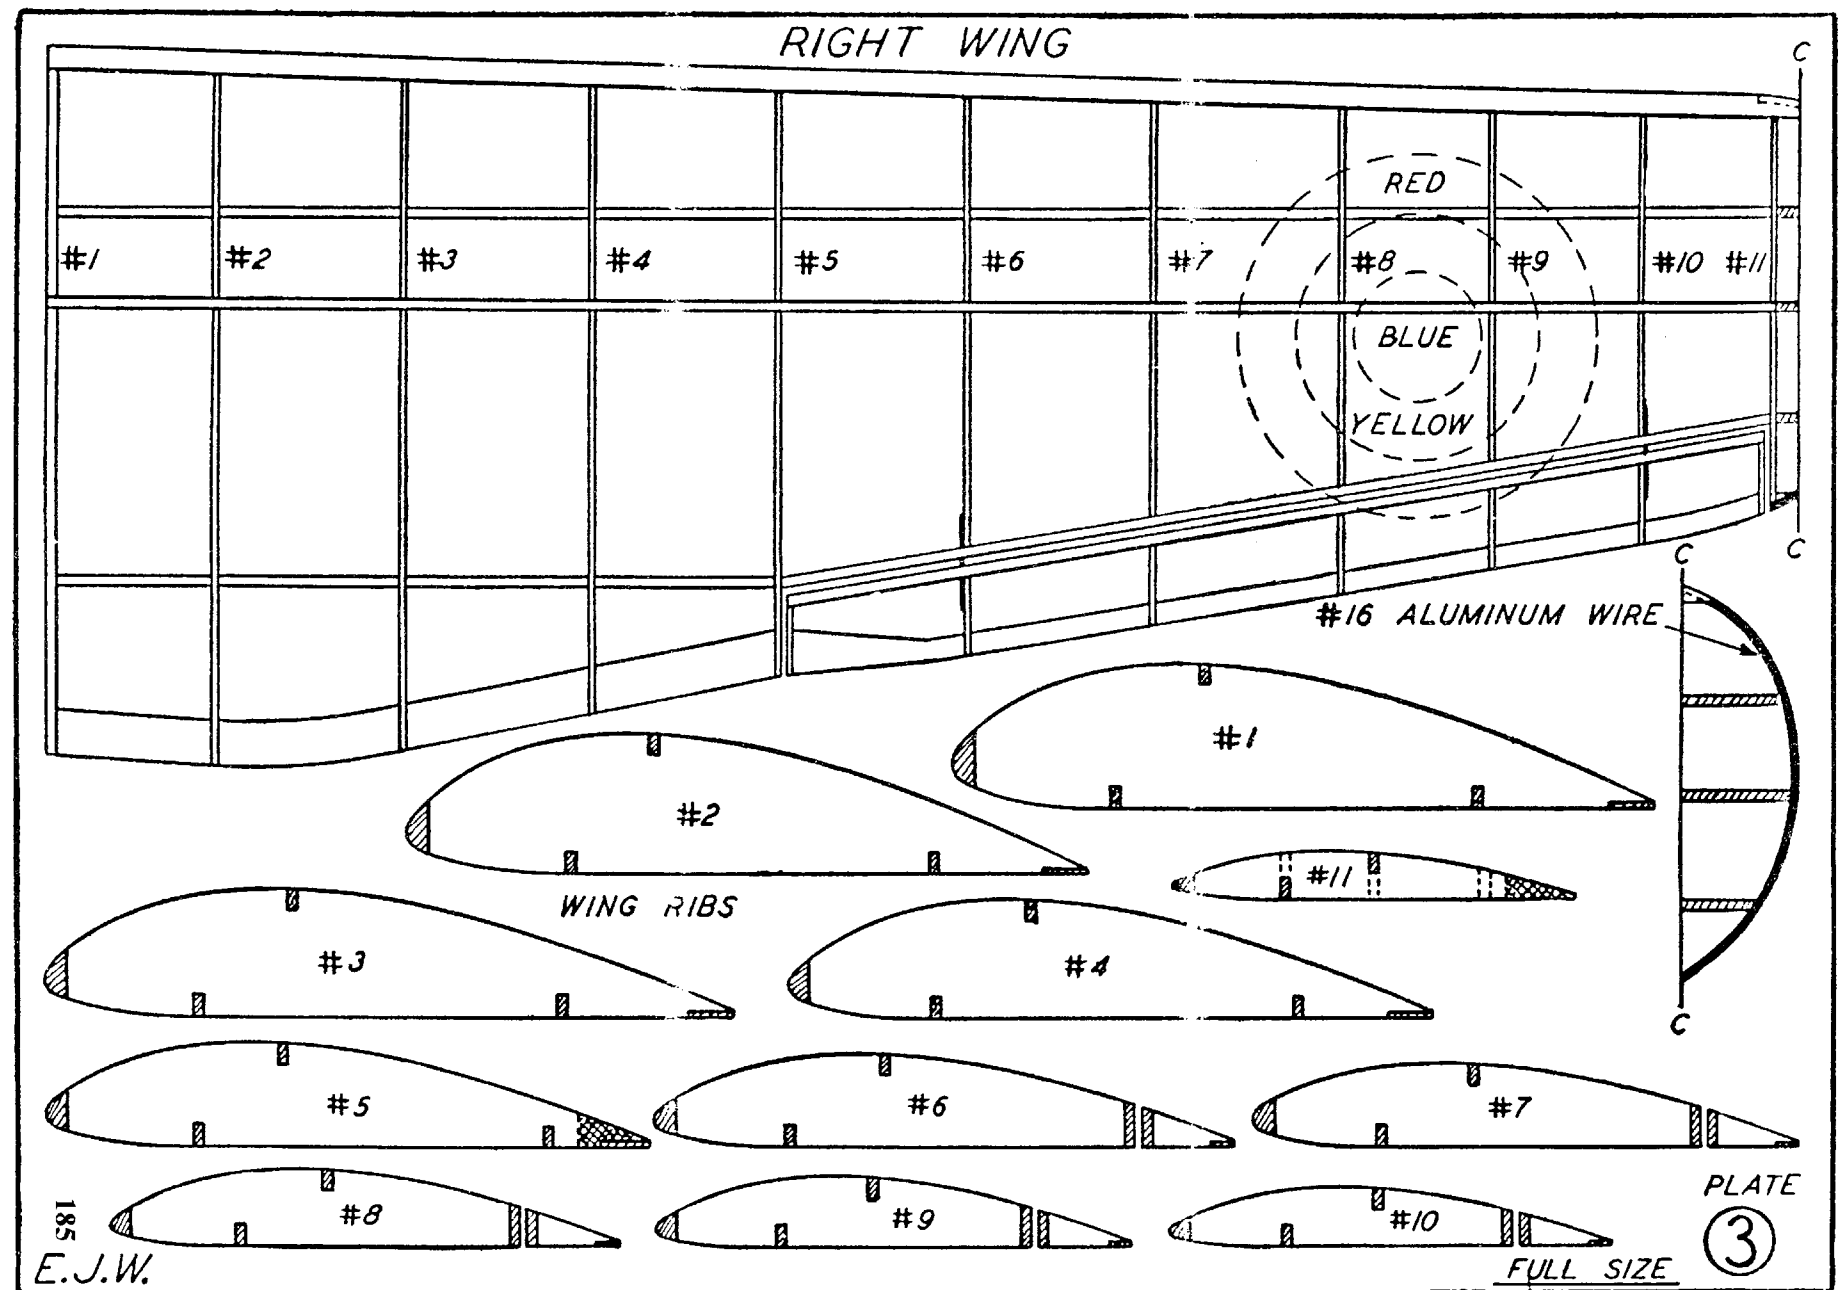 RIGHT WING
C
RED
#1 #2 #3 #4 #5 #6 #7 #8 #9 #10 #11
BLUE
YELLOW
C
C
#16 ALUMINUM WIRE
#1
#2
#11
WING RIBS
#3
#4
C
#5
#6
#7
#8
#9
#10
PLATE
3
185
E.J.W.
FULL SIZE